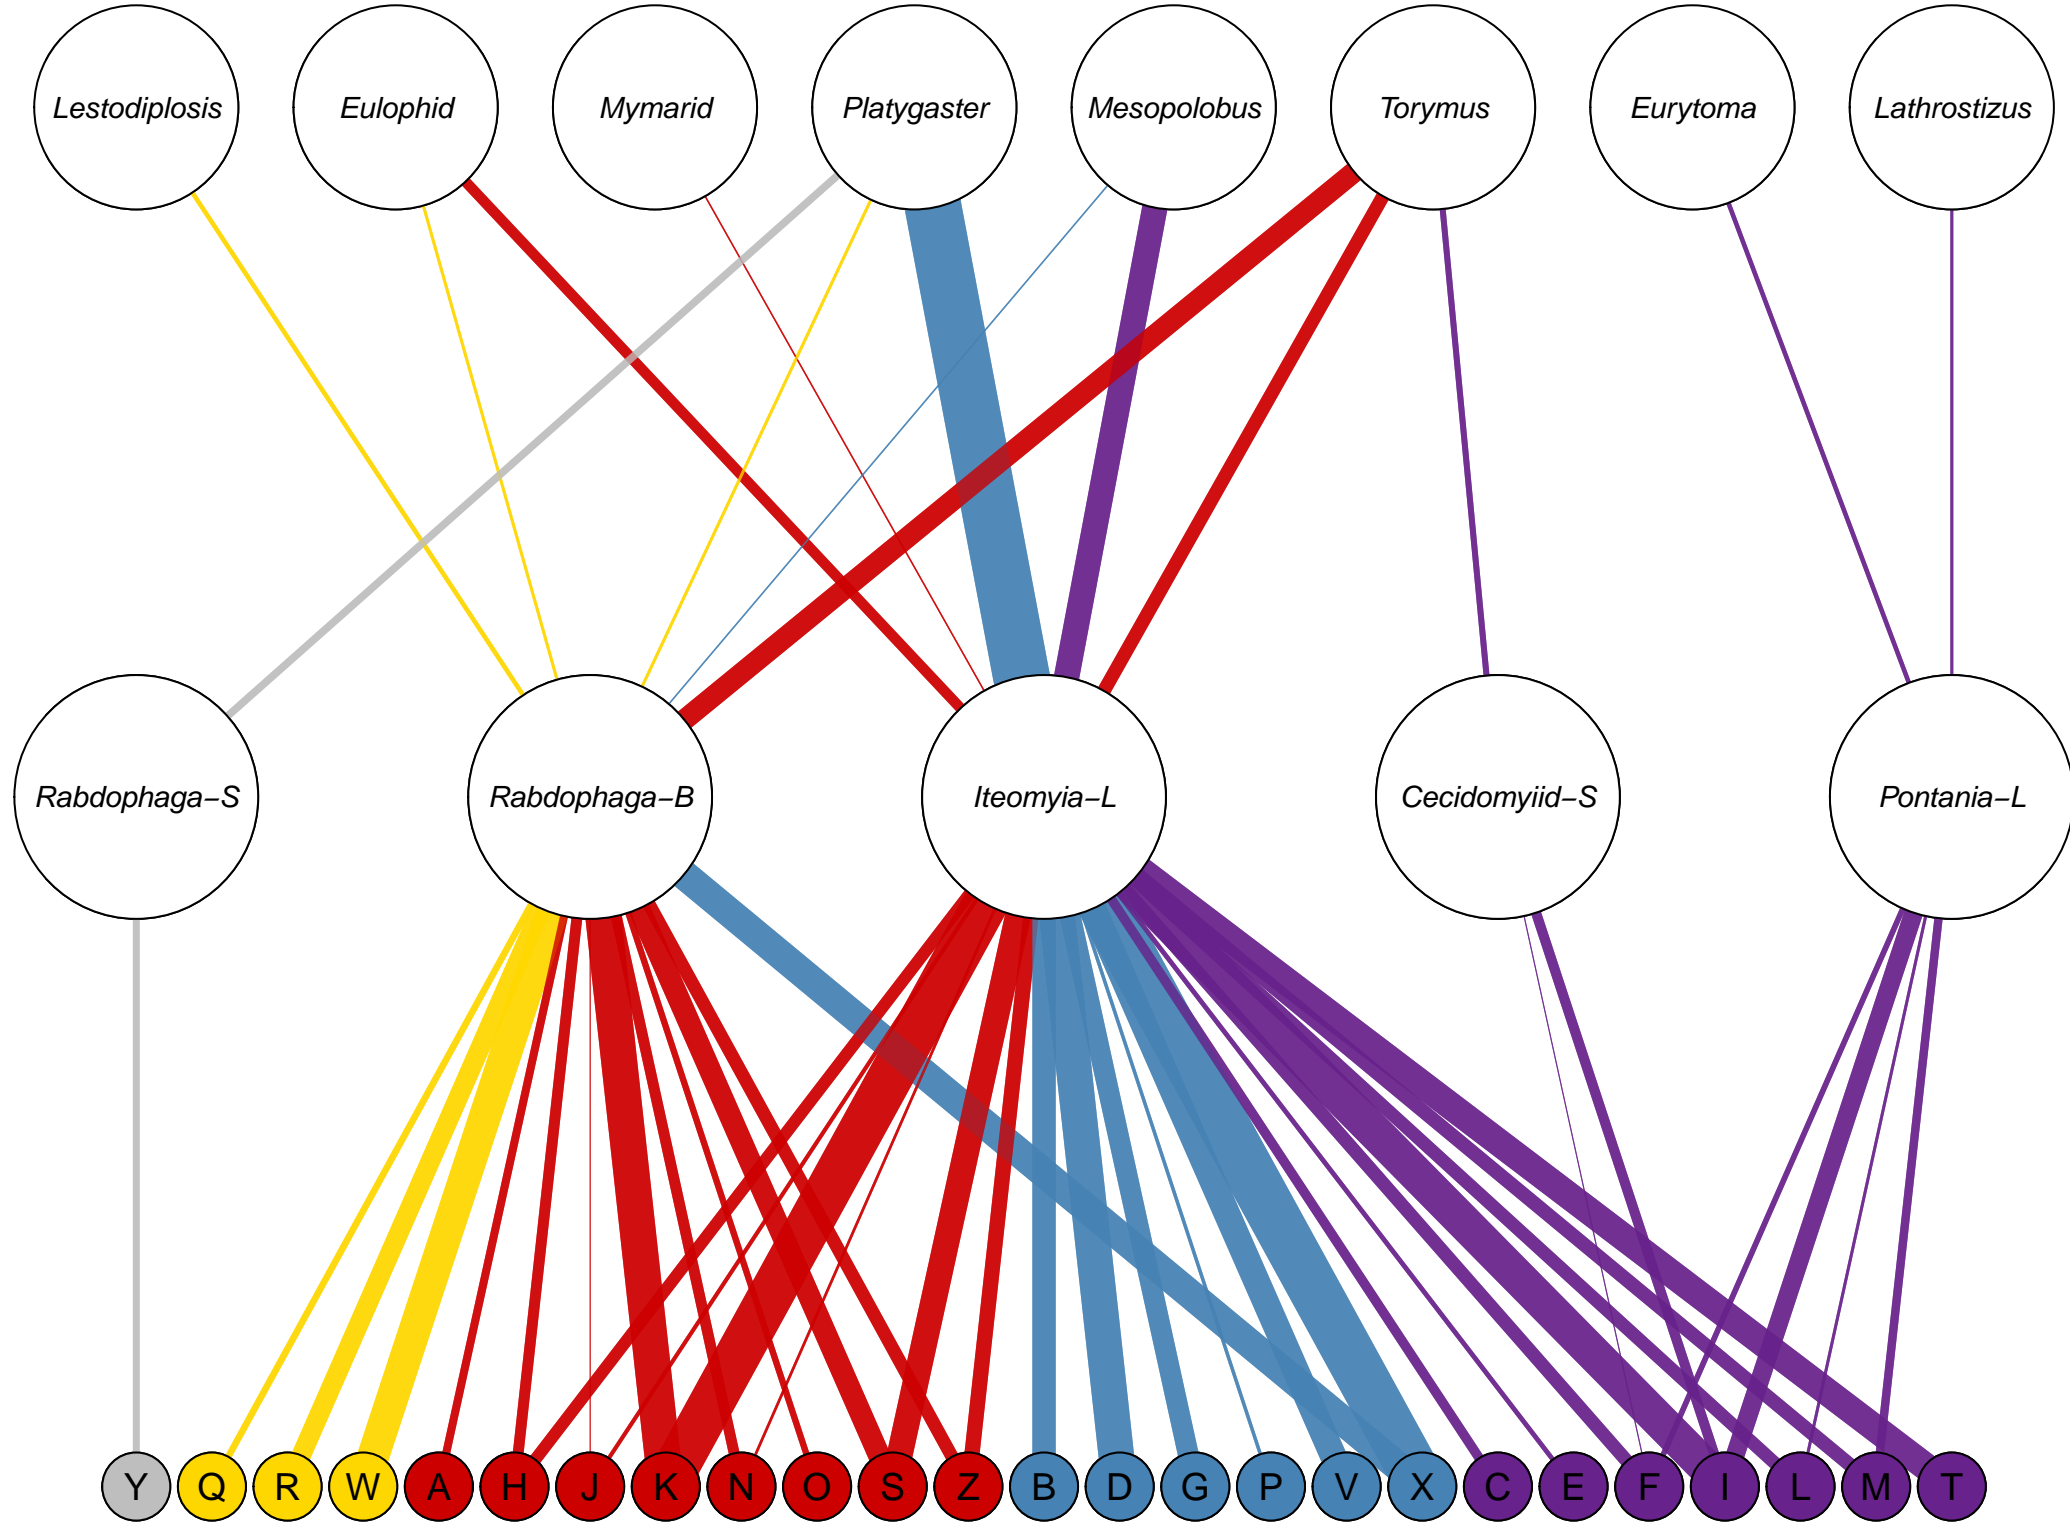 Lestodiplosis Eulophid Mymarid Platygaster Mesopolobus Torymus Eurytoma Lathrostizus
Rabdophaga−S Rabdophaga−B Iteomyia−L Cecidomyiid−S Pontania−L
Y Q R W A H J K N O S Z B D G P V X C E F I L M T